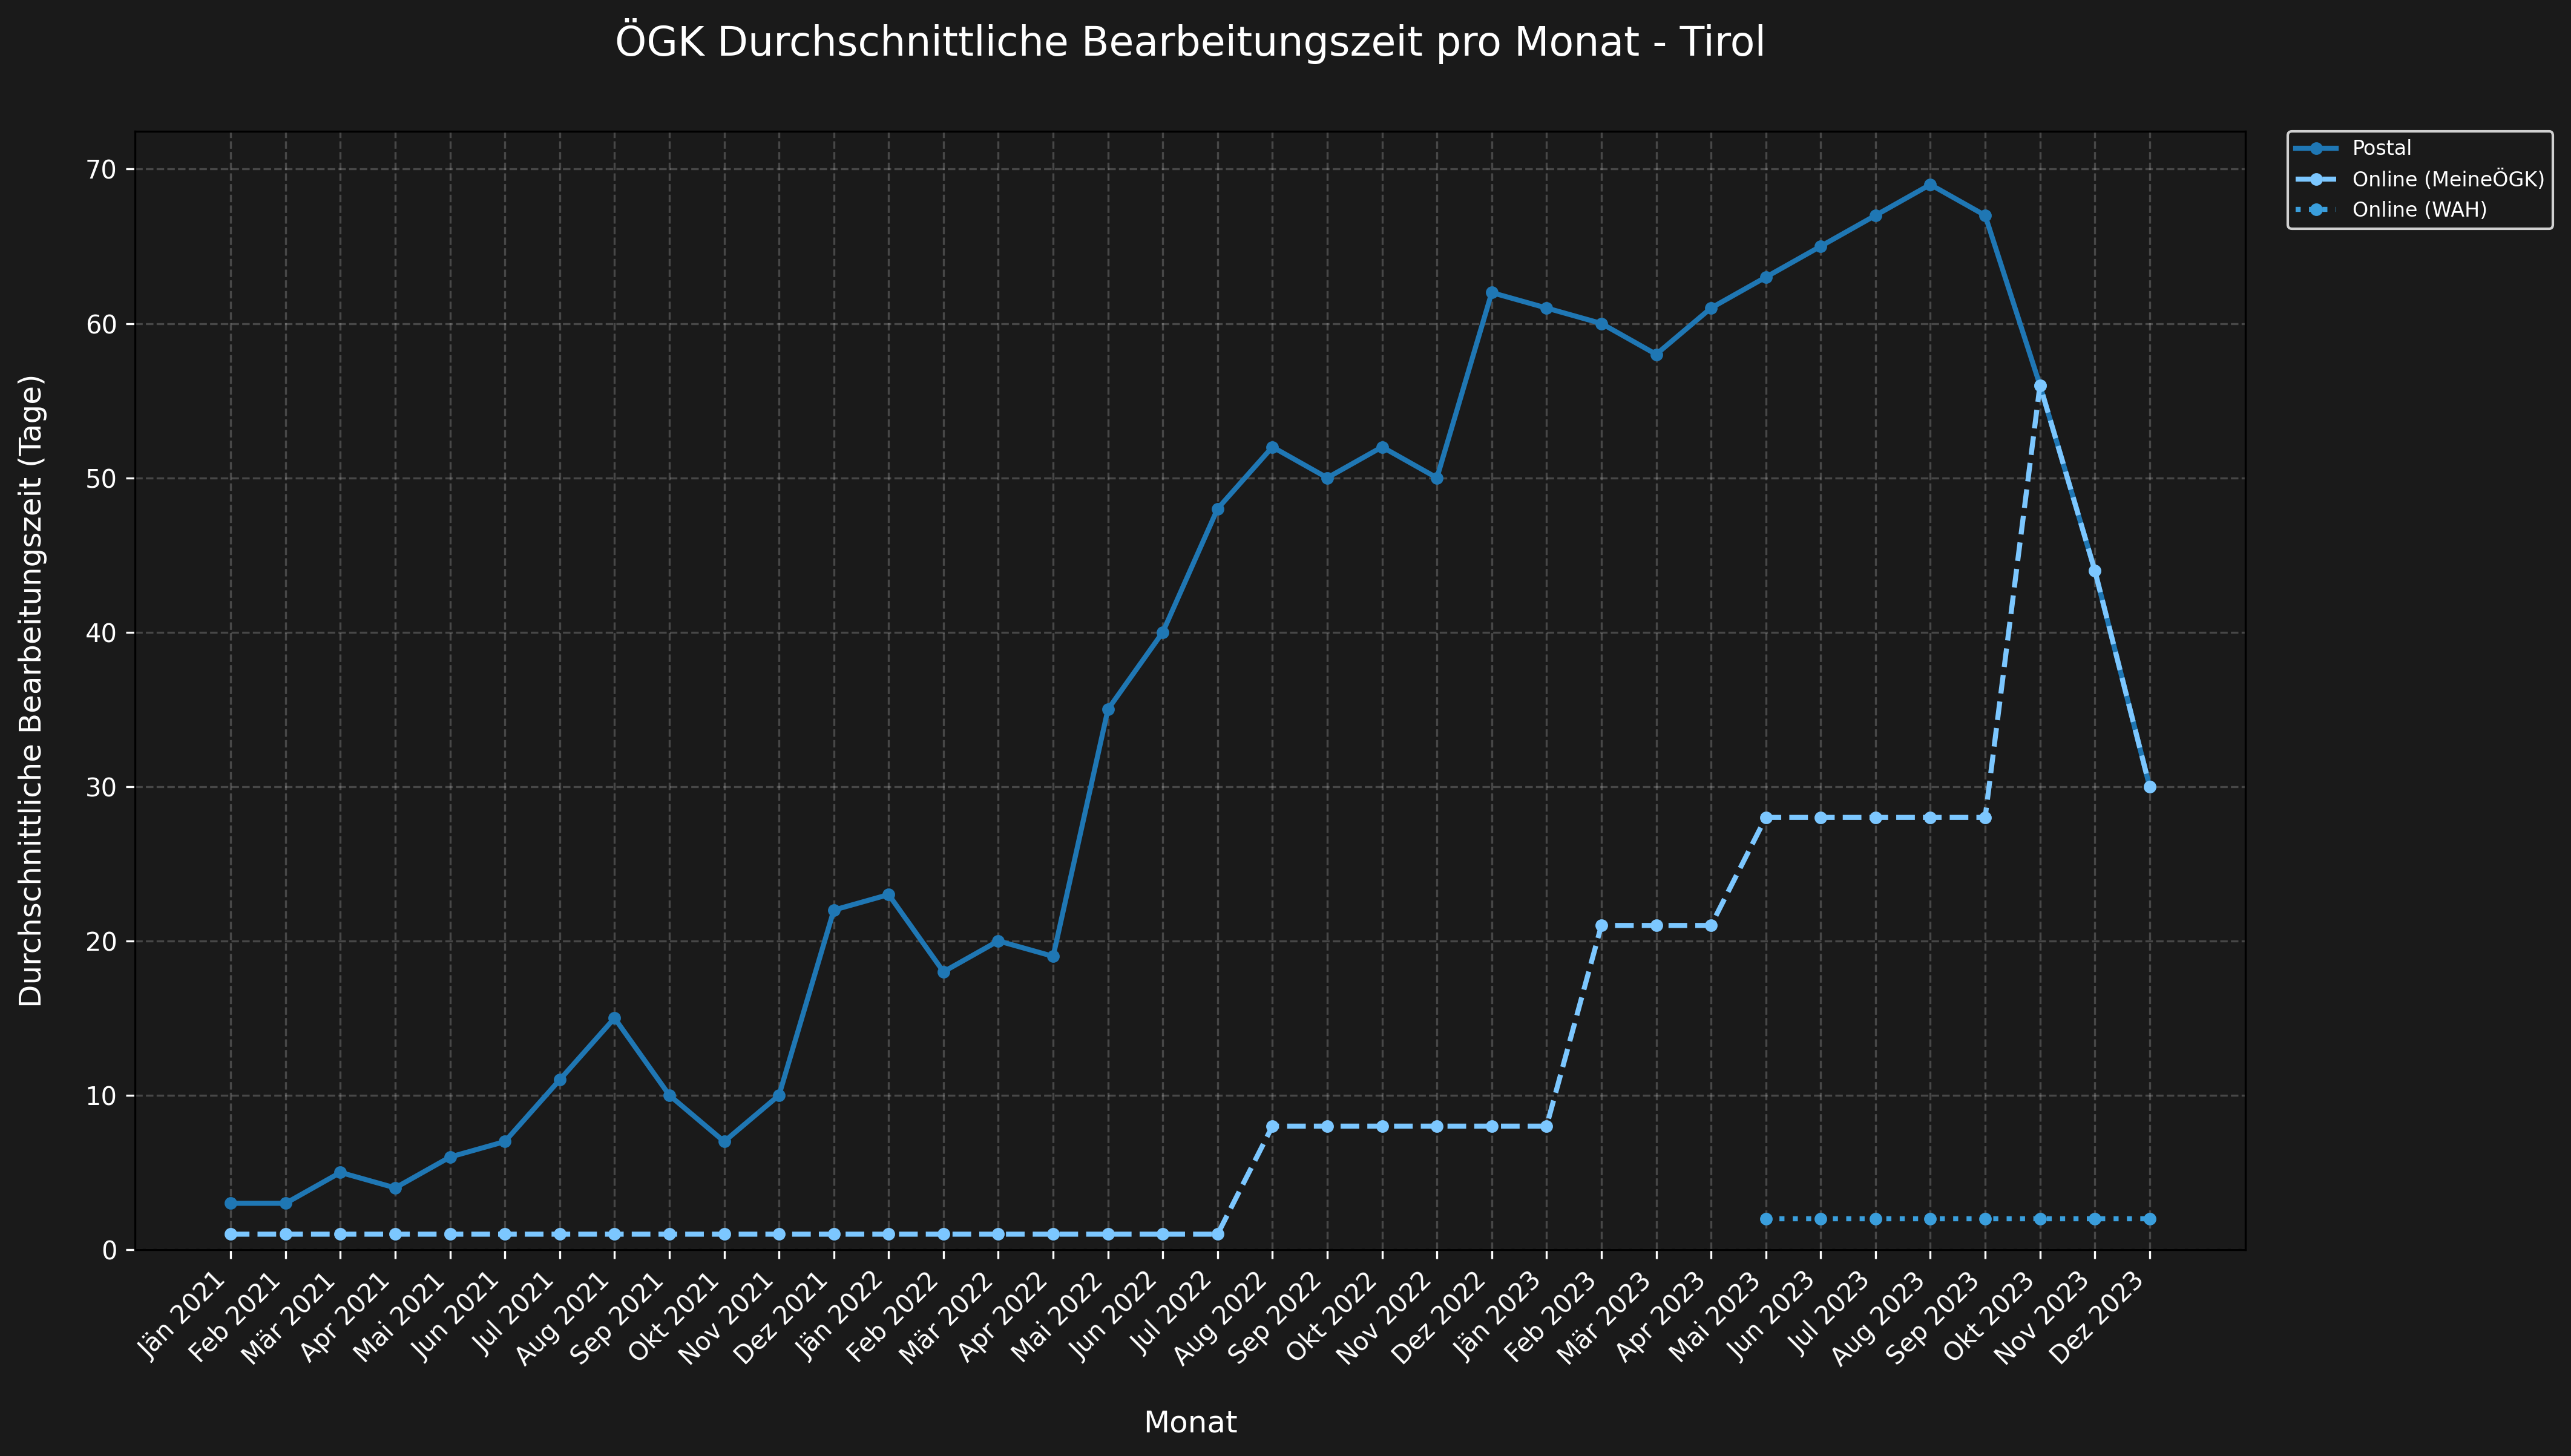 ÖGK Durchschnittliche Bearbeitungszeit pro Monat - Tirol
Postal
Online (MeineÖGK)
Online (WAH)
Durchschnittliche Bearbeitungszeit (Tage)
70
60
50
40
30
20
10
0
Jän 2021
Feb 2021
Mär 2021
Apr 2021
Mai 2021
Jun 2021
Jul 2021
Aug 2021
Sep 2021
Okt 2021
Nov 2021
Dez 2021
Jän 2022
Feb 2022
Mär 2022
Apr 2022
Mai 2022
Jun 2022
Jul 2022
Aug 2022
Sep 2022
Okt 2022
Nov 2022
Dez 2022
Jän 2023
Feb 2023
Mär 2023
Apr 2023
Mai 2023
Jun 2023
Jul 2023
Aug 2023
Sep 2023
Okt 2023
Nov 2023
Dez 2023
Monat